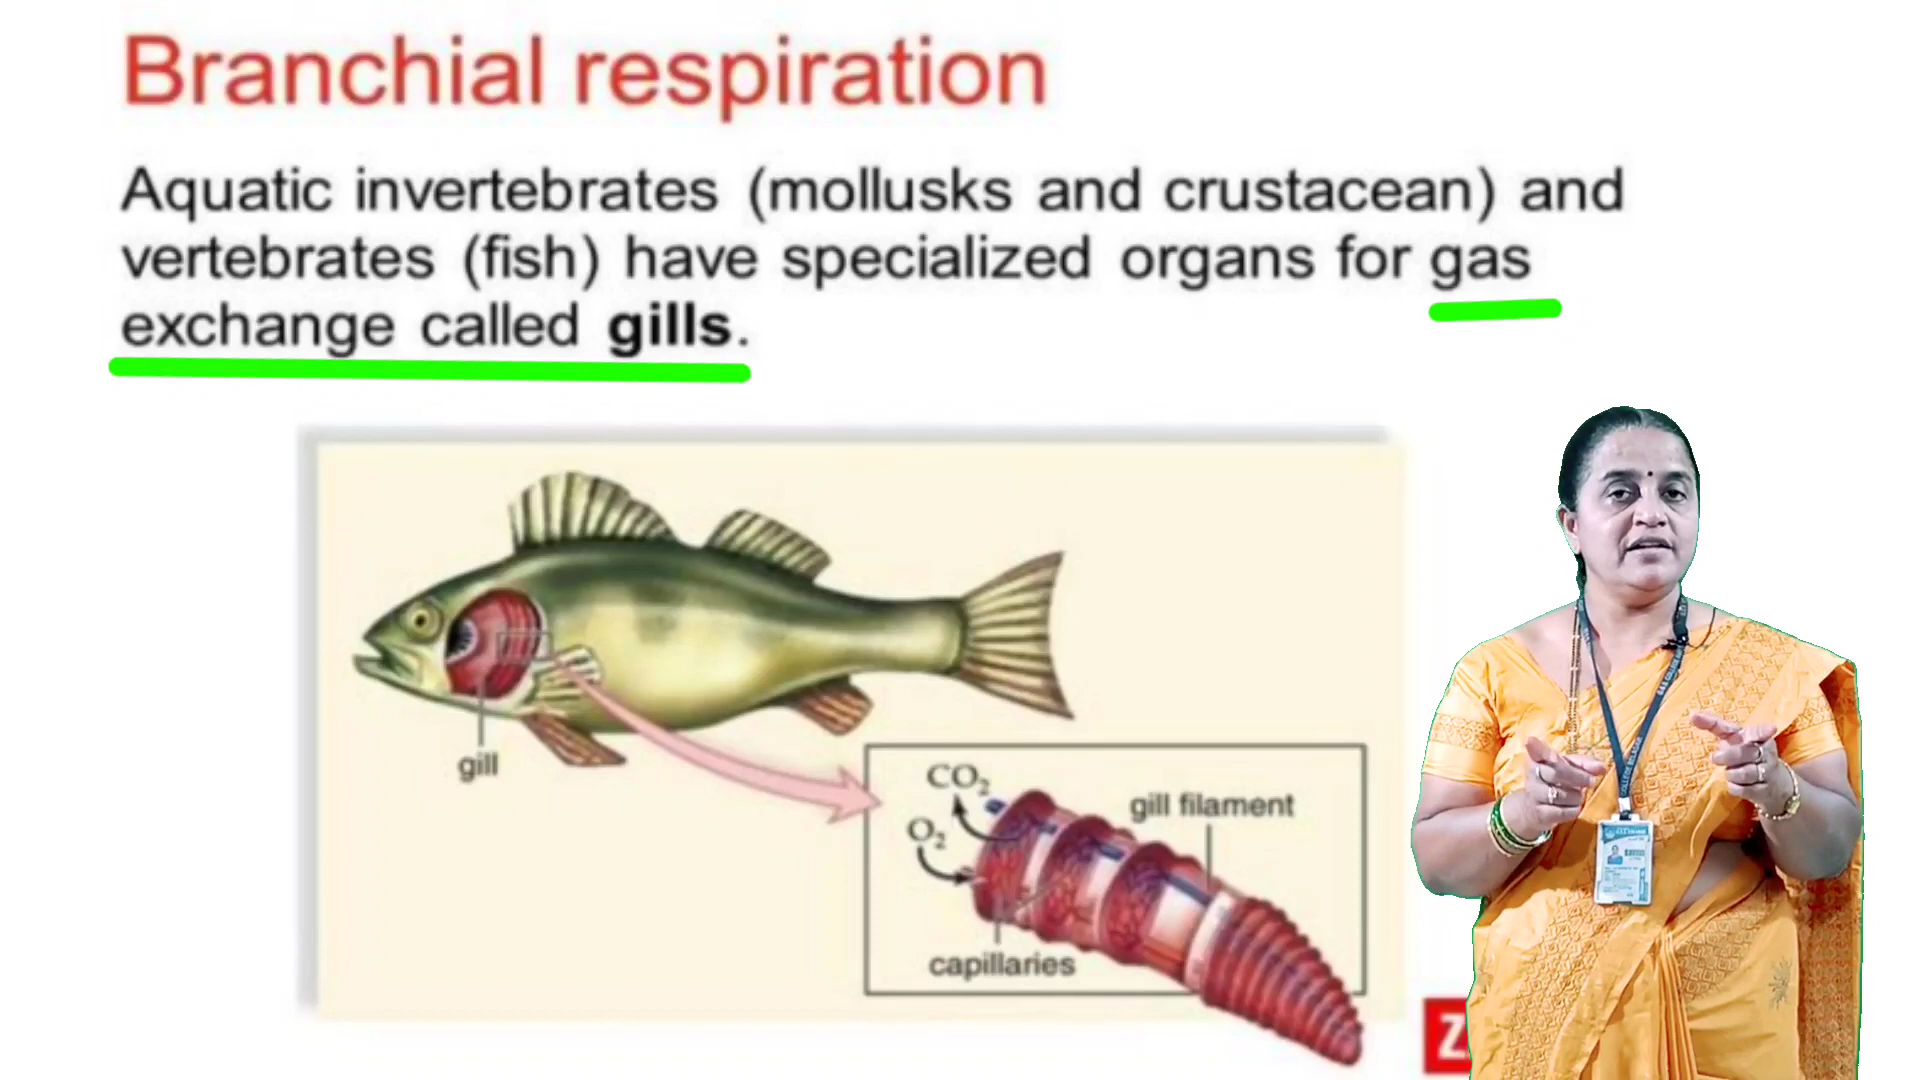 Branchial respiration
Aquatic invertebrates (mollusks and crustacean) and
vertebrates (fish) have specialized organs for gas
exchange called gills.
gill
CO₂
O₂
gill filament
capillaries
Z